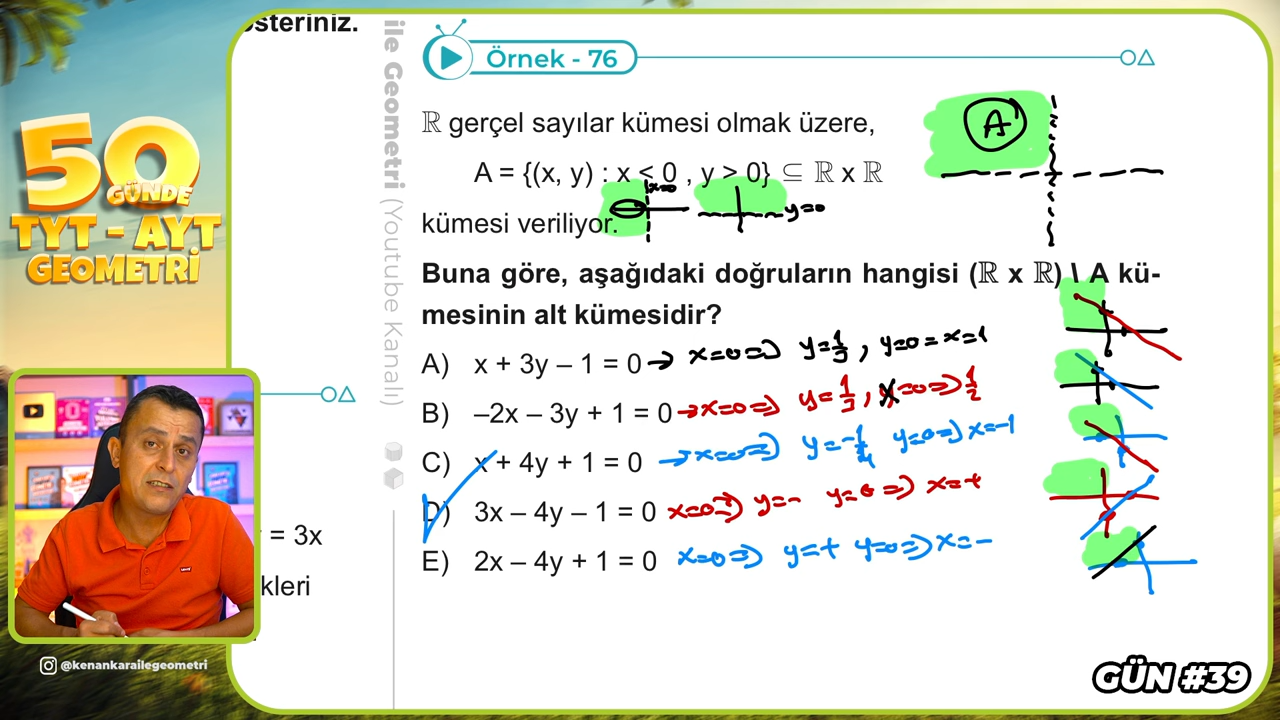 österiniz.
50
GÜNDE
TYT - AYT
GEOMETRİ
ile Geometri (Youtube Kanalı)
= 3x
kleri
@kenankarailegeometri
Örnek - 76
ℝ gerçel sayılar kümesi olmak üzere,
A = {(x, y) : x < 0 , y > 0} ⊆ ℝ x ℝ
x=0
y=0
A
kümesi veriliyor.
Buna göre, aşağıdaki doğruların hangisi (ℝ x ℝ) \ A kü-
mesinin alt kümesidir?
A) x + 3y – 1 = 0 → x=0 ⇒ y=1/3, y=0 = x=1
B) –2x – 3y + 1 = 0 → x=0 ⇒ y=1/3, x=0 ⇒ 1/2
C) x + 4y + 1 = 0 → x=0 ⇒ y=-1/4 y=0 ⇒ x=-1
D) 3x – 4y – 1 = 0 x=0 ⇒ y=- y=0 ⇒ x=+
E) 2x – 4y + 1 = 0 x=0 ⇒ y=+ y=0 ⇒ x=-
GÜN #39